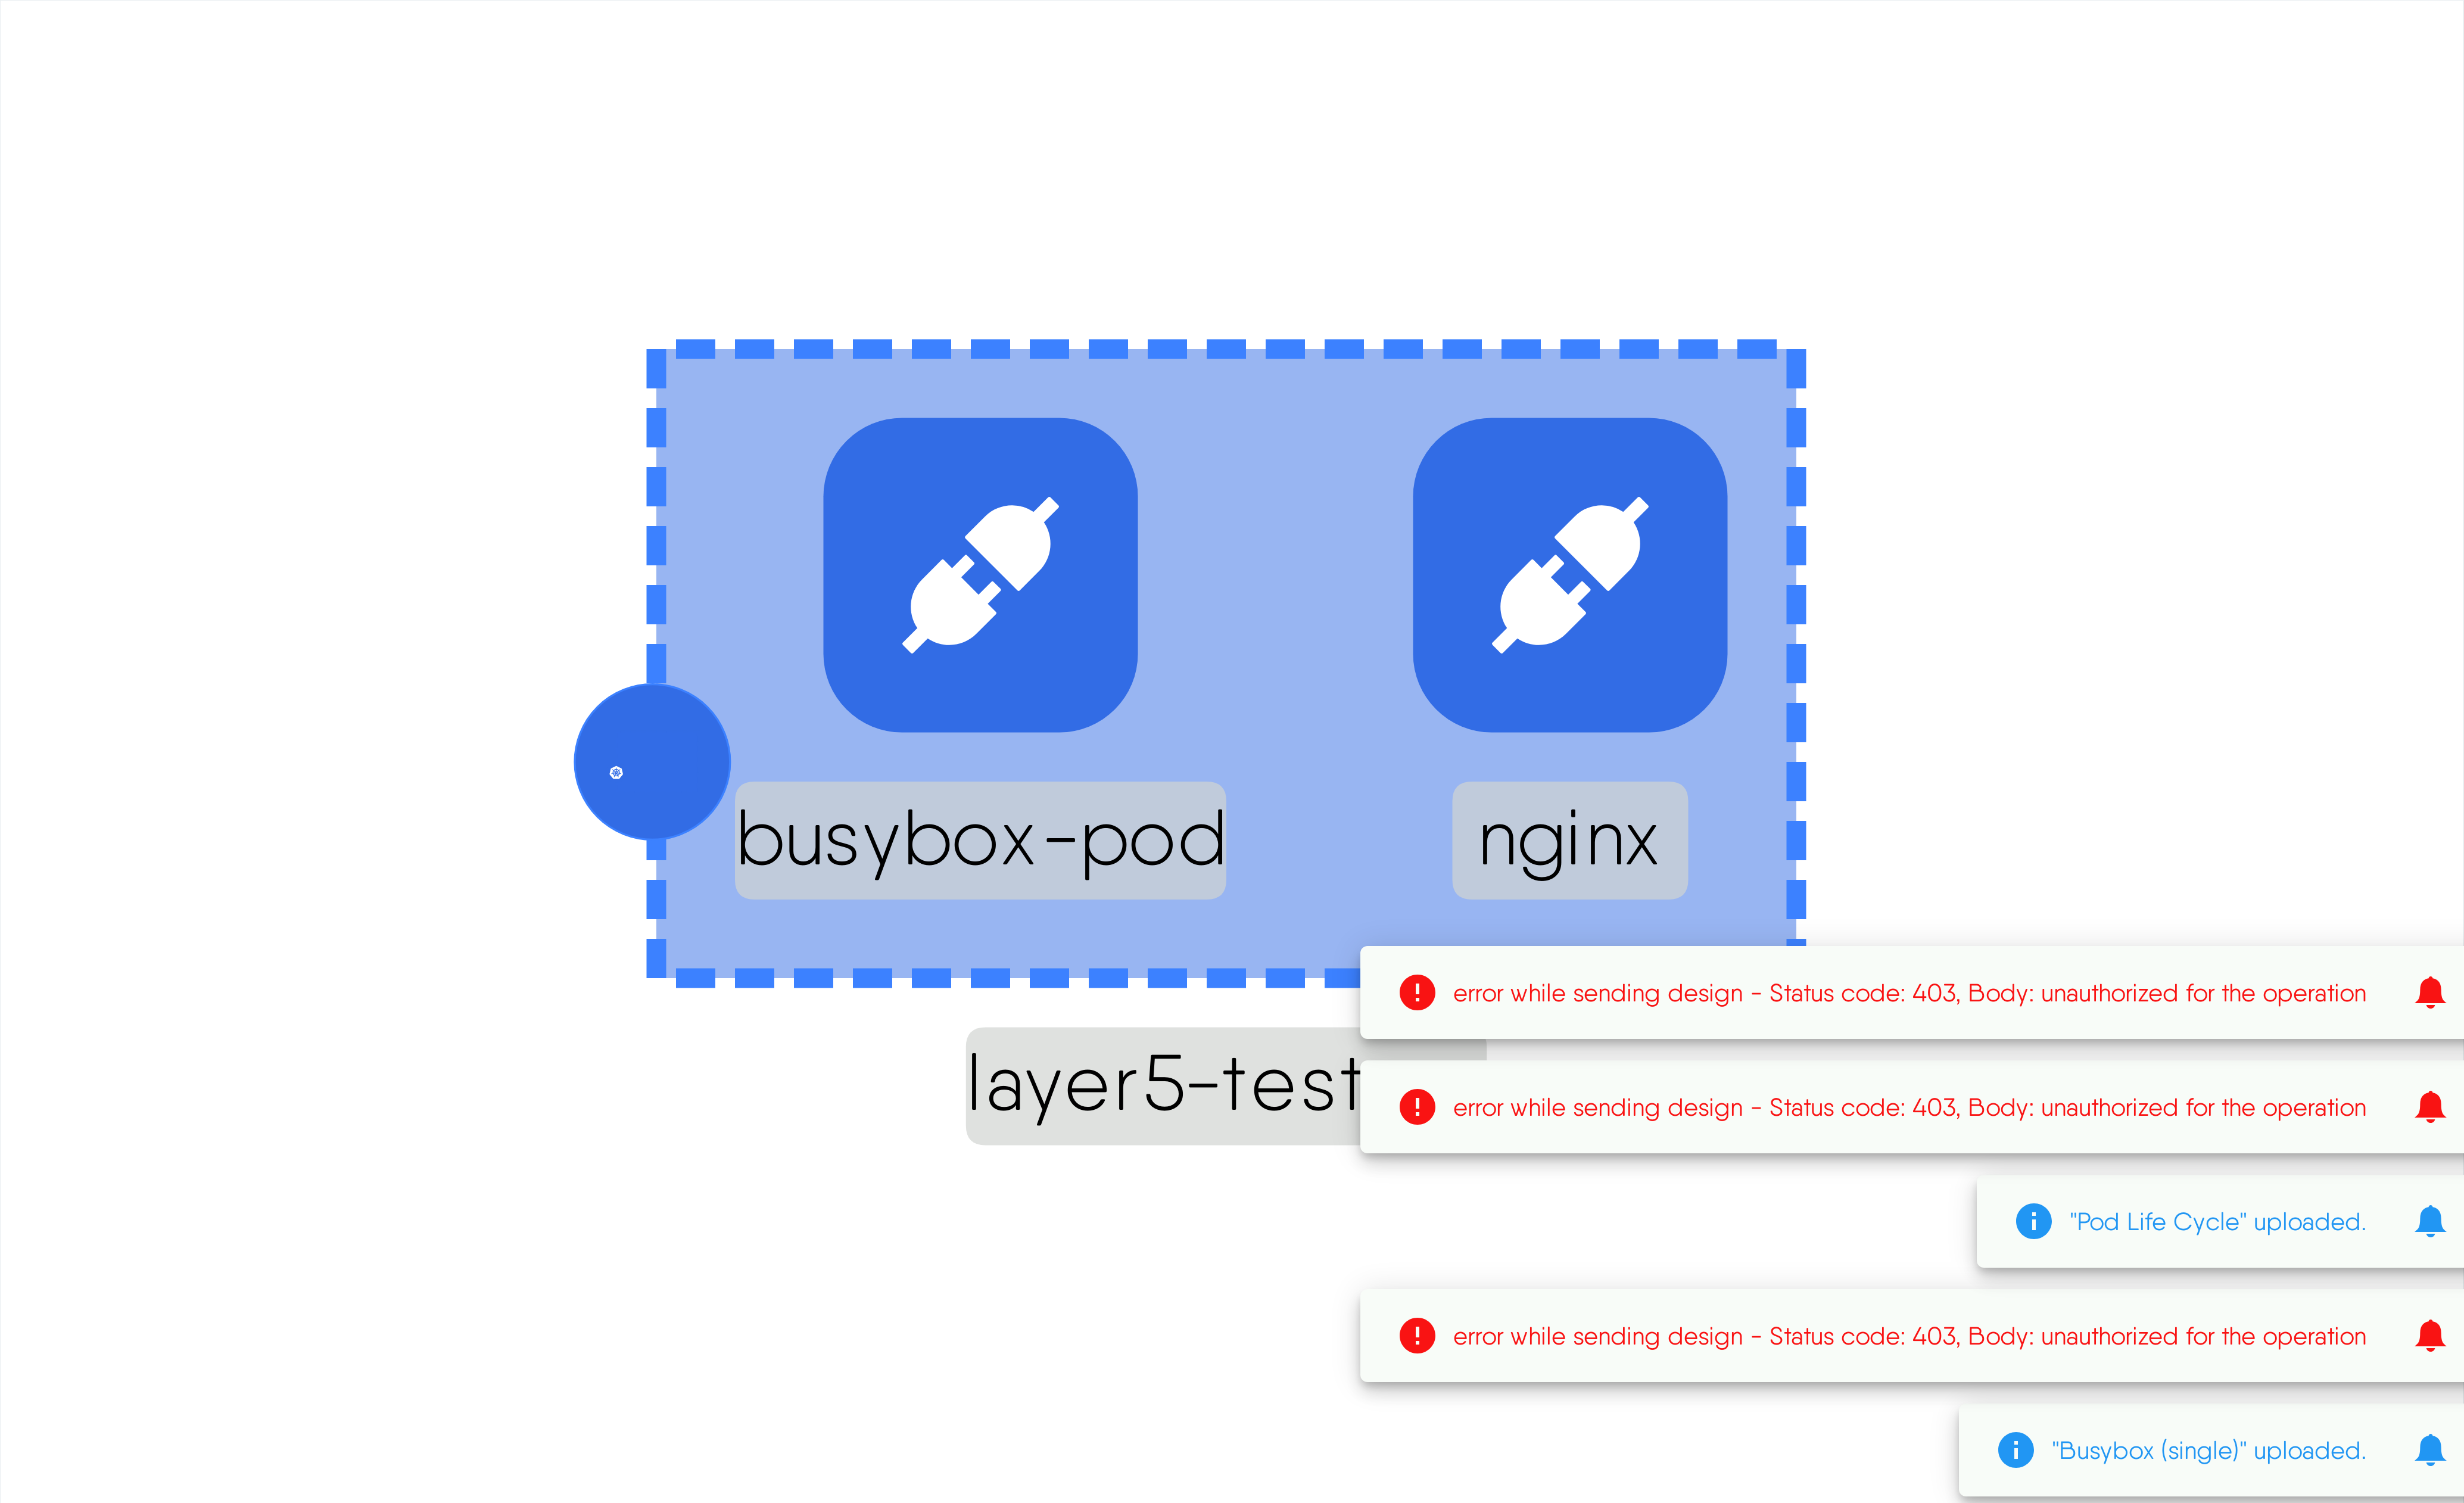 busybox-pod
nginx
layer5-test
error while sending design - Status code: 403, Body: unauthorized for the operation
error while sending design - Status code: 403, Body: unauthorized for the operation
"Pod Life Cycle" uploaded.
error while sending design - Status code: 403, Body: unauthorized for the operation
"Busybox (single)" uploaded.